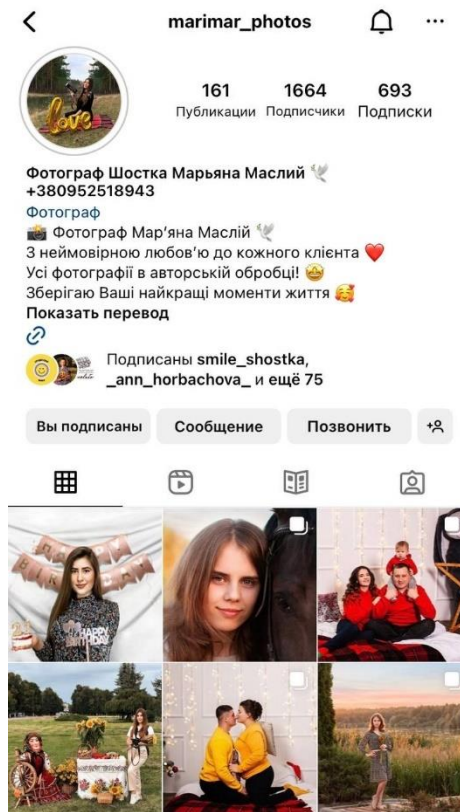 marimar_photos
161 1664 693
Публикации Подписчики Подписки
love
Фотограф Шостка Марьяна Маслий 🕊
+380952518943
Фотограф
📸 Фотограф Мар’яна Маслій 🕊
З неймовірною любов’ю до кожного клієнта ❤️
Усі фотографії в авторській обробці! 🤩
Зберігаю Ваші найкращі моменти життя 🥰
Показать перевод
Подписаны smile_shostka,
_ann_horbachova_ и ещё 75
Вы подписаны Сообщение Позвонить
HAPPY
BIRTHDAY